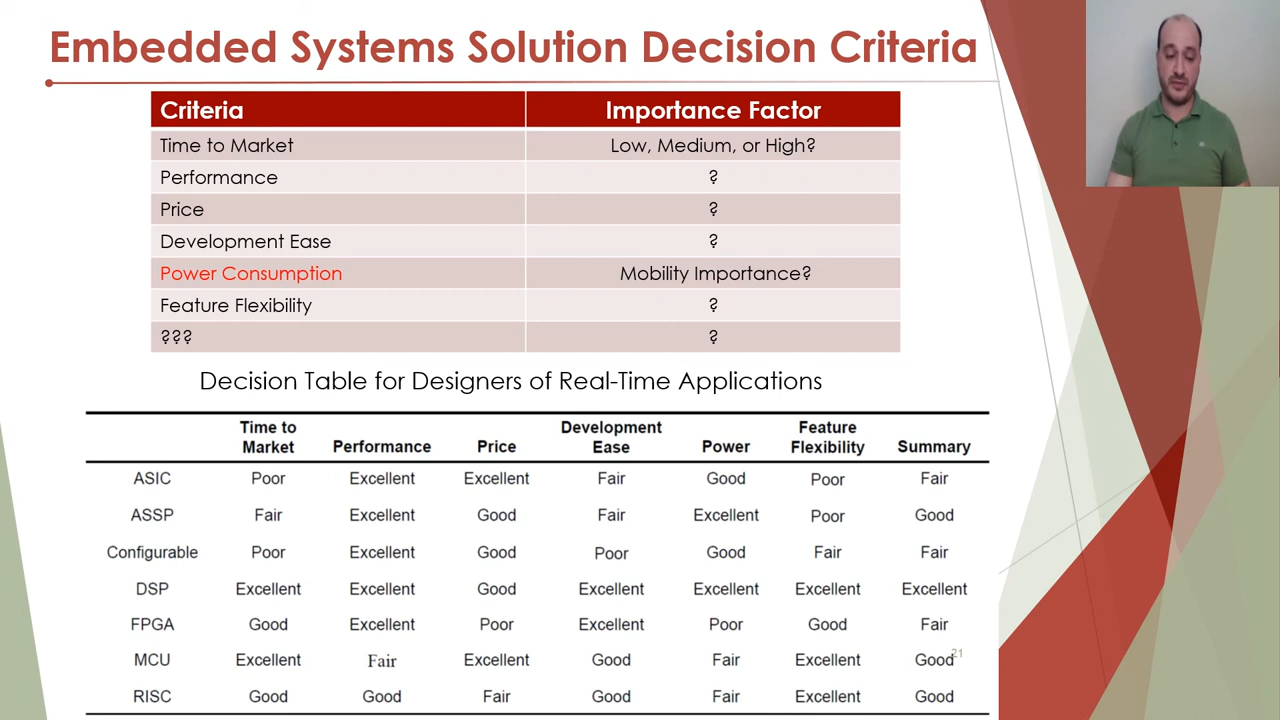 Embedded Systems Solution Decision Criteria
Criteria Importance Factor
Time to Market Low, Medium, or High?
Performance ?
Price ?
Development Ease ?
Power Consumption Mobility Importance?
Feature Flexibility ?
??? ?
Decision Table for Designers of Real-Time Applications
Time to Market Performance Price Development Ease Power Feature Flexibility Summary
ASIC Poor Excellent Excellent Fair Good Poor Fair
ASSP Fair Excellent Good Fair Excellent Poor Good
Configurable Poor Excellent Good Poor Good Fair Fair
DSP Excellent Excellent Good Excellent Excellent Excellent Excellent
FPGA Good Excellent Poor Excellent Poor Good Fair
MCU Excellent Fair Excellent Good Fair Excellent Good
21
RISC Good Good Fair Good Fair Excellent Good